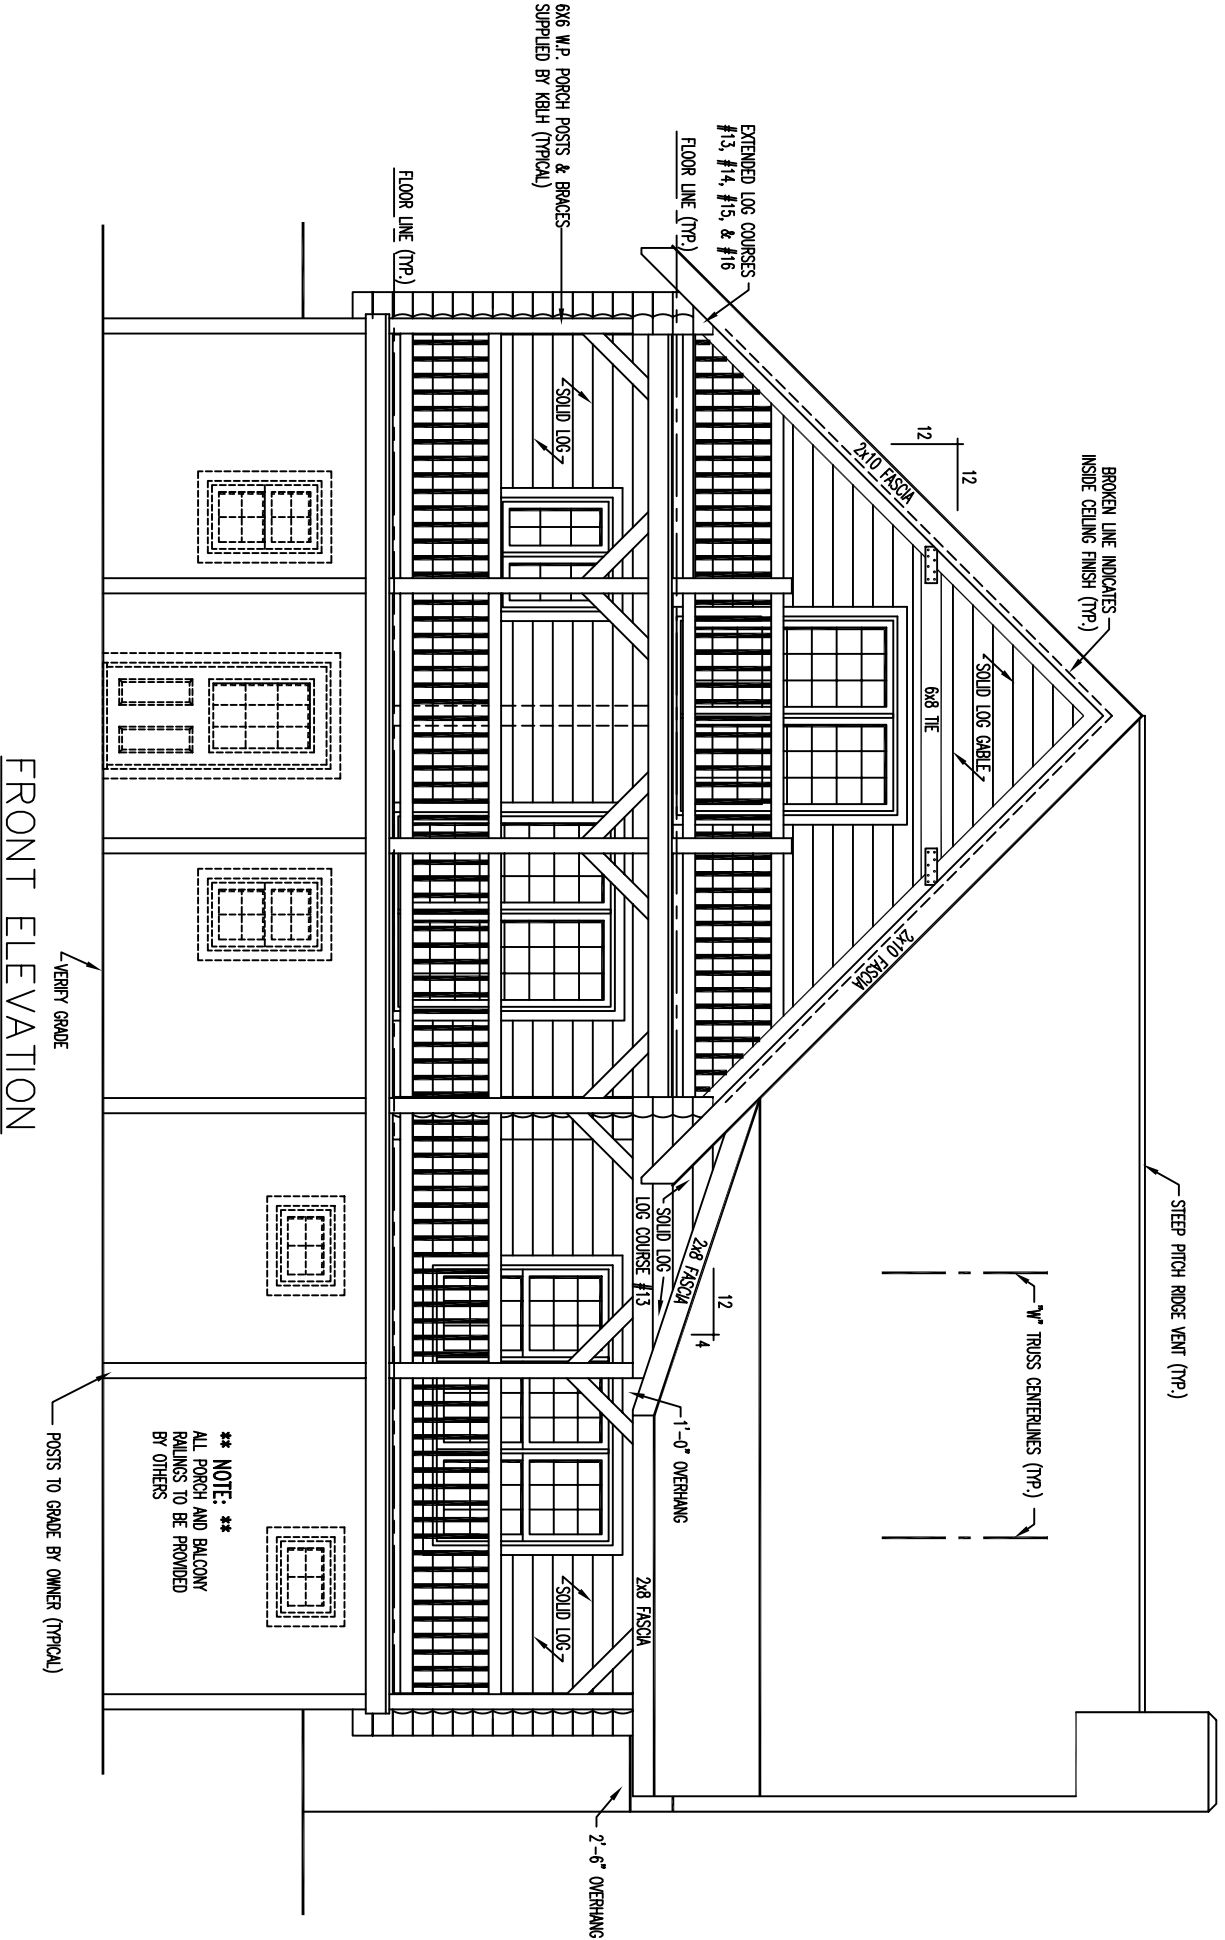 STEEP PITCH RIDGE VENT (TYP.)
BROKEN LINE INDICATES
INSIDE CEILING FINISH (TYP.)
"W" TRUSS CENTERLINES (TYP.)
12
12
SOLID LOG GABLE
2x10 FASCIA
6x8 TIE
2x10 FASCIA
EXTENDED LOG COURSES
#13, #14, #15, & #16
FLOOR LINE (TYP.)
12
4
2x8 FASCIA
SOLID LOG
LOG COURSE #13
1'-0" OVERHANG
2x8 FASCIA
6X6 W.P. PORCH POSTS & BRACES
SUPPLIED BY KBLH (TYPICAL)
SOLID LOG
SOLID LOG
2'-6" OVERHANG
FLOOR LINE (TYP.)
** NOTE: **
ALL PORCH AND BALCONY
RAILINGS TO BE PROVIDED
BY OTHERS
VERIFY GRADE
POSTS TO GRADE BY OWNER (TYPICAL)
FRONT ELEVATION